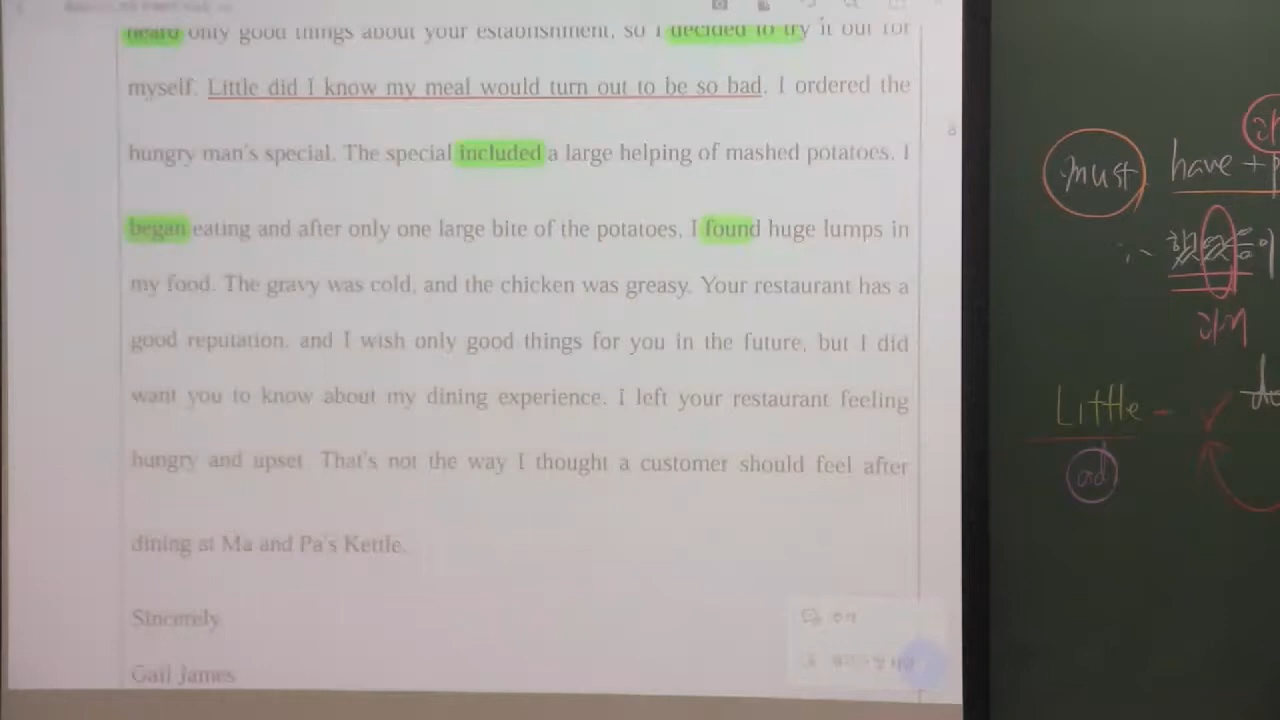 heard only good things about your establishment, so I decided to try it out for
myself. Little did I know my meal would turn out to be so bad. I ordered the
hungry man's special. The special included a large helping of mashed potatoes. I
began eating and after only one large bite of the potatoes, I found huge lumps in
my food. The gravy was cold, and the chicken was greasy. Your restaurant has a
good reputation, and I wish only good things for you in the future, but I did
want you to know about my dining experience. I left your restaurant feeling
hungry and upset. That's not the way I thought a customer should feel after
dining at Ma and Pa's Kettle.
Sincerely
Gail James
must have + p
Little -
ad